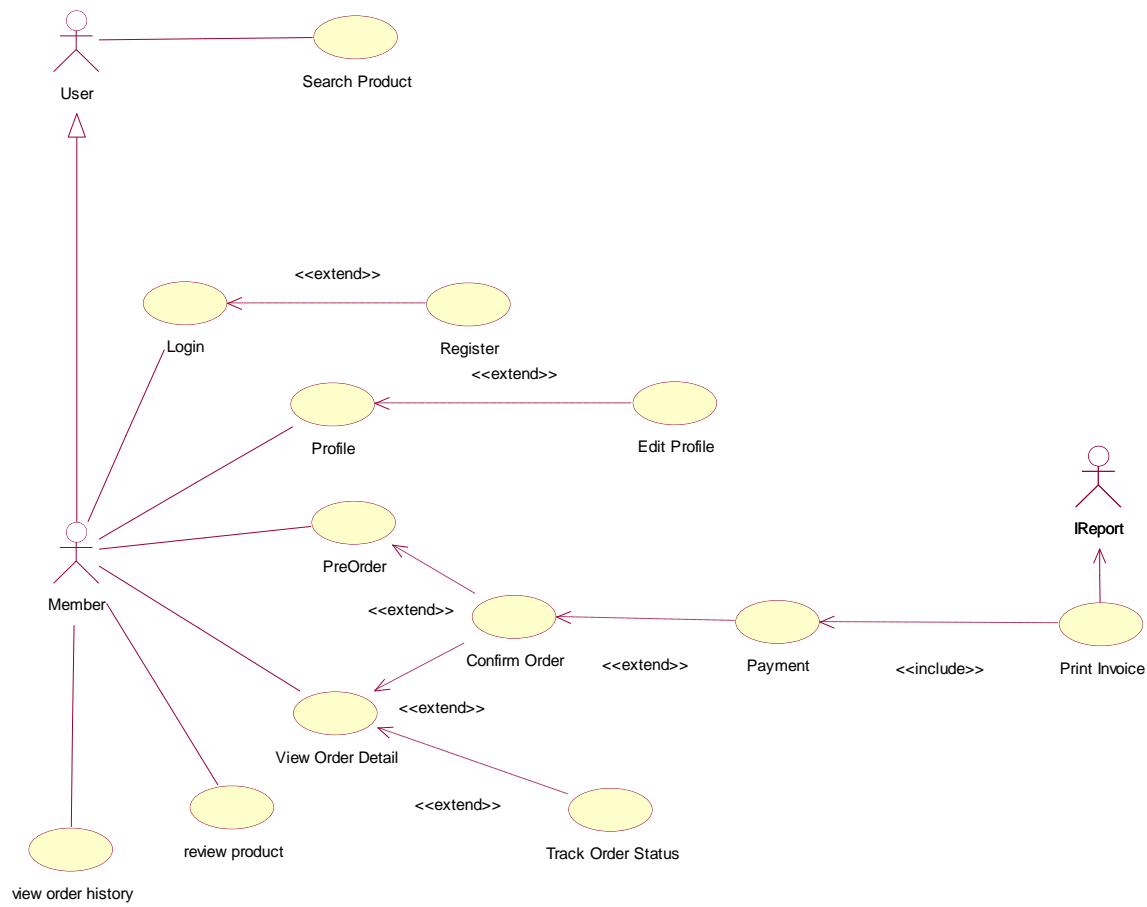 User
Search Product
<<extend>>
Login
Register
<<extend>>
Profile
Edit Profile
IReport
PreOrder
Member
<<extend>>
Confirm Order
<<extend>>
Payment
<<include>>
Print Invoice
<<extend>>
View Order Detail
<<extend>>
Track Order Status
review product
view order history